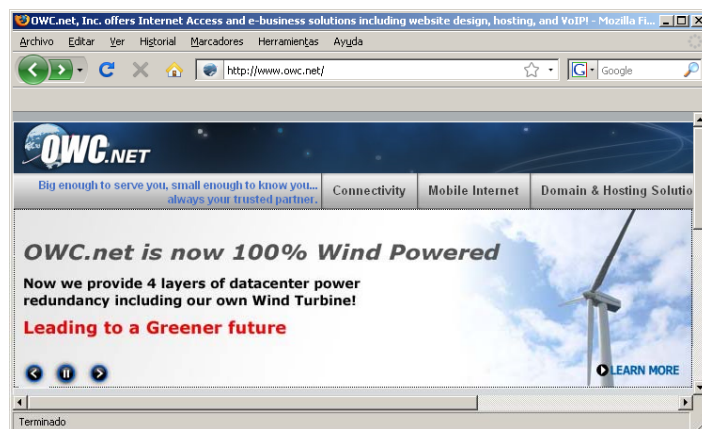 OWC.net, Inc. offers Internet Access and e-business solutions including website design, hosting, and VoIP! - Mozilla Fi...
Archivo Editar Ver Historial Marcadores Herramientas Ayuda
http://www.owc.net/ G Google
OWC.NET
Big enough to serve you, small enough to know you...
always your trusted partner.
Connectivity Mobile Internet Domain & Hosting Solutio
OWC.net is now 100% Wind Powered
Now we provide 4 layers of datacenter power
redundancy including our own Wind Turbine!
Leading to a Greener future
LEARN MORE
Terminado